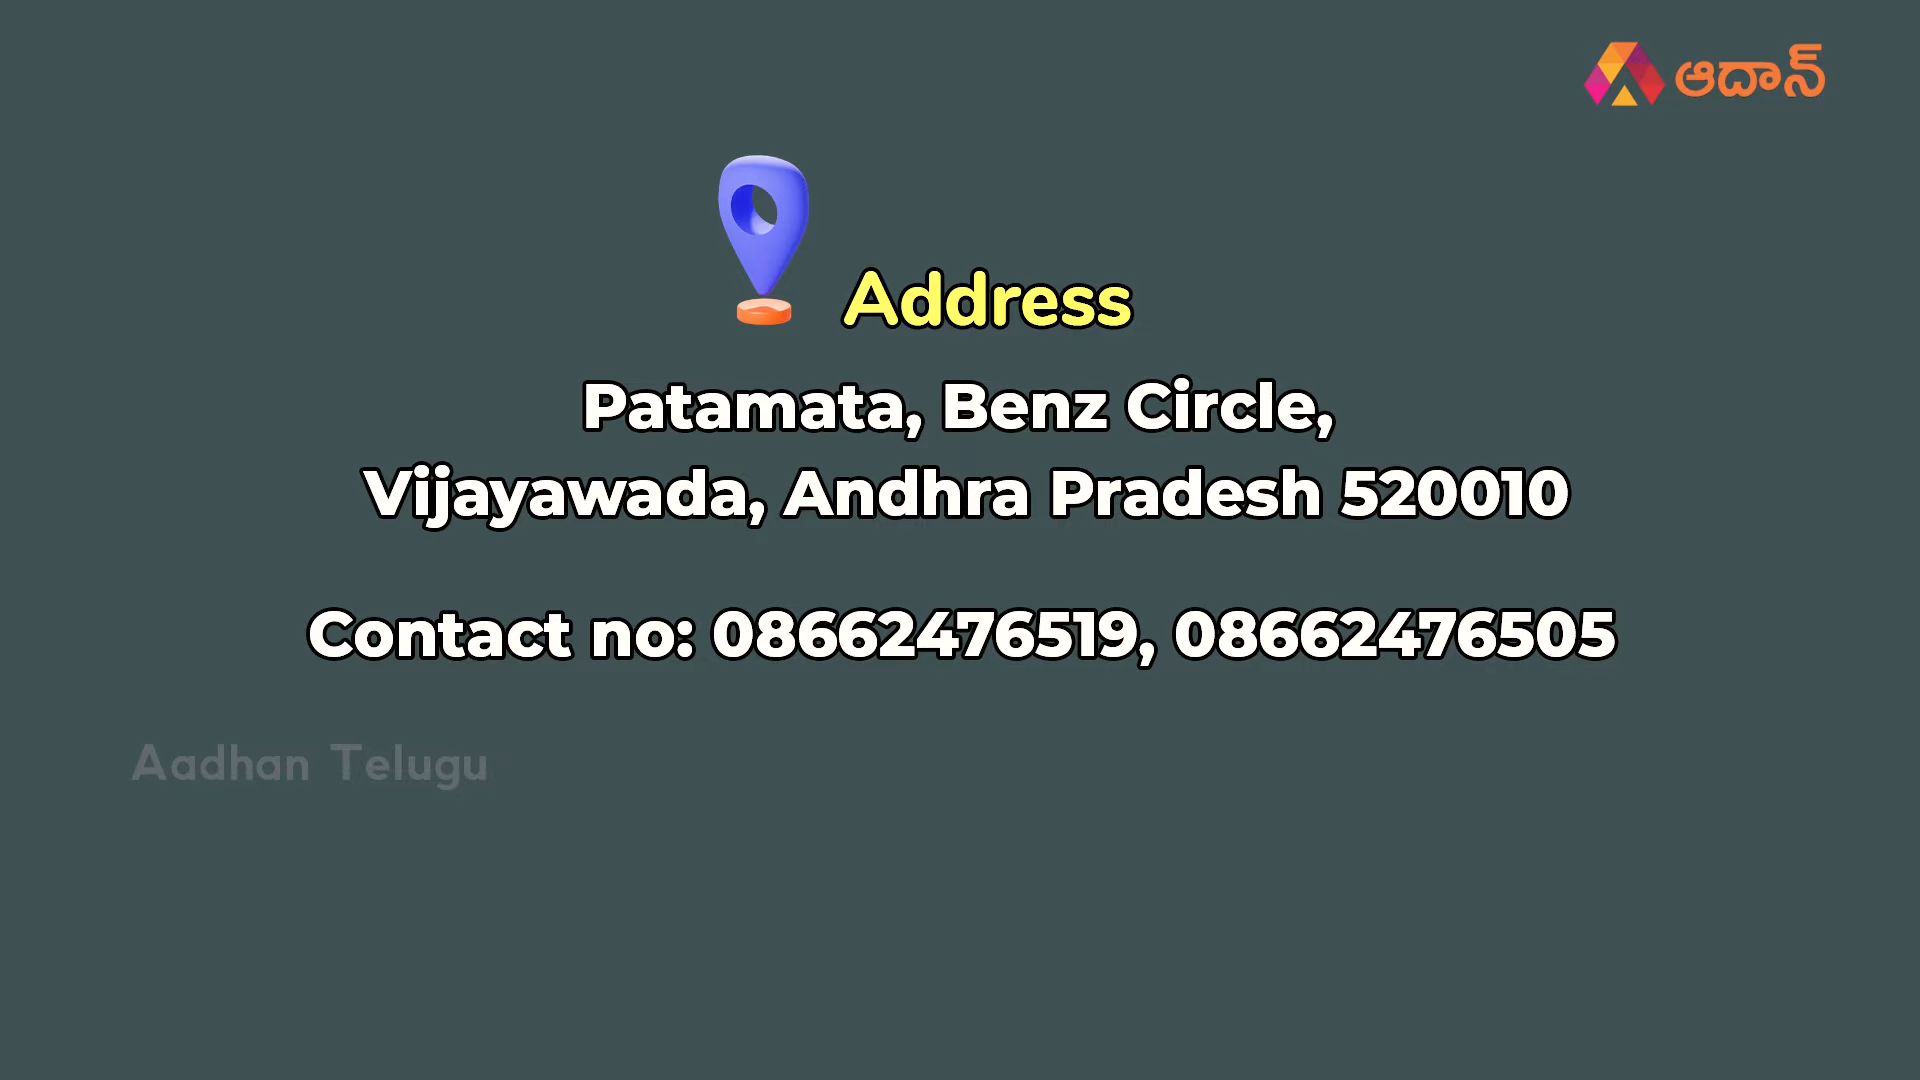 ఆదాన్
Address
Patamata, Benz Circle,
Vijayawada, Andhra Pradesh 520010
Contact no: 08662476519, 08662476505
Aadhan Telugu